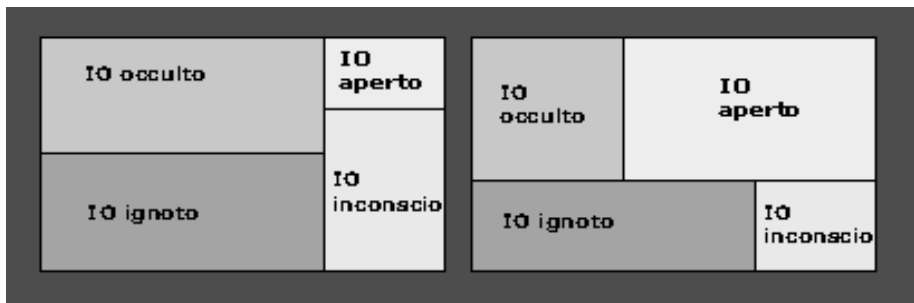 IO occulto
IO
aperto
IO ignoto
IO
inconscio
IO
occulto
IO
aperto
IO ignoto
IO
inconscio